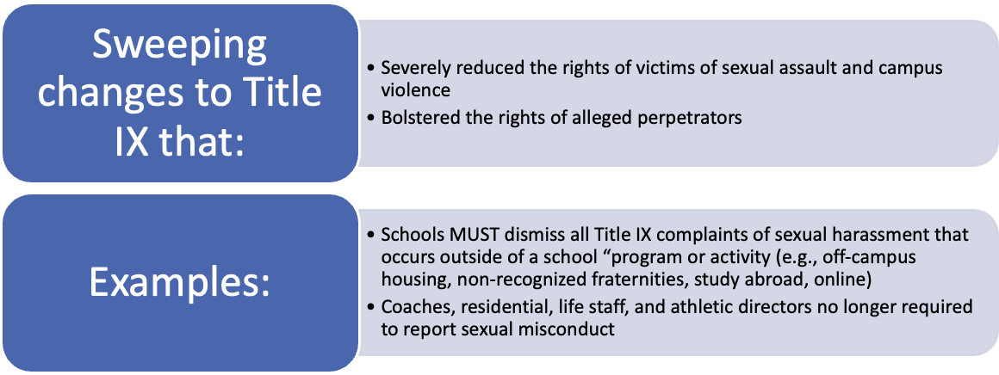 Sweeping
changes to Title
IX that:
• Severely reduced the rights of victims of sexual assault and campus
violence
• Bolstered the rights of alleged perpetrators
Examples:
• Schools MUST dismiss all Title IX complaints of sexual harassment that
occurs outside of a school “program or activity (e.g., off-campus
housing, non-recognized fraternities, study abroad, online)
• Coaches, residential, life staff, and athletic directors no longer required
to report sexual misconduct